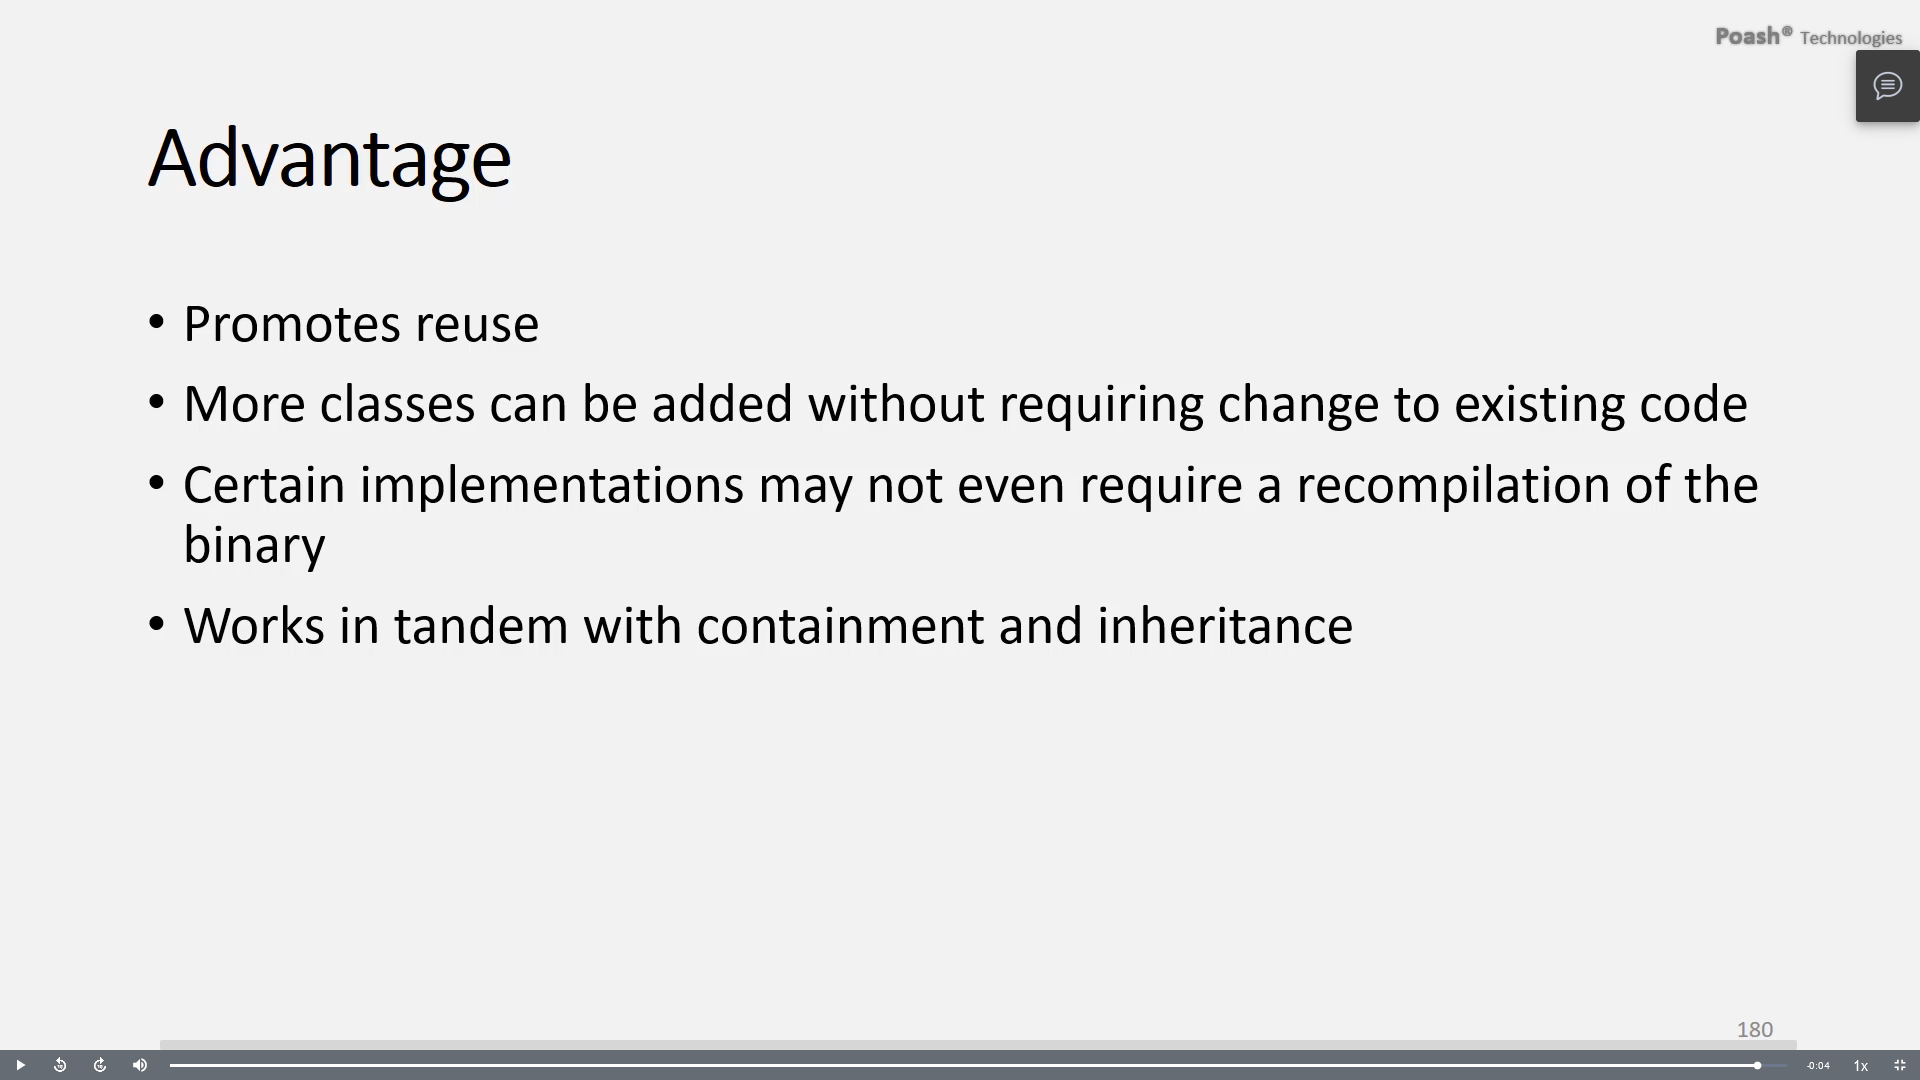 Poash® Technologies
Advantage
• Promotes reuse
• More classes can be added without requiring change to existing code
• Certain implementations may not even require a recompilation of the
binary
• Works in tandem with containment and inheritance
180
-0:04 1x